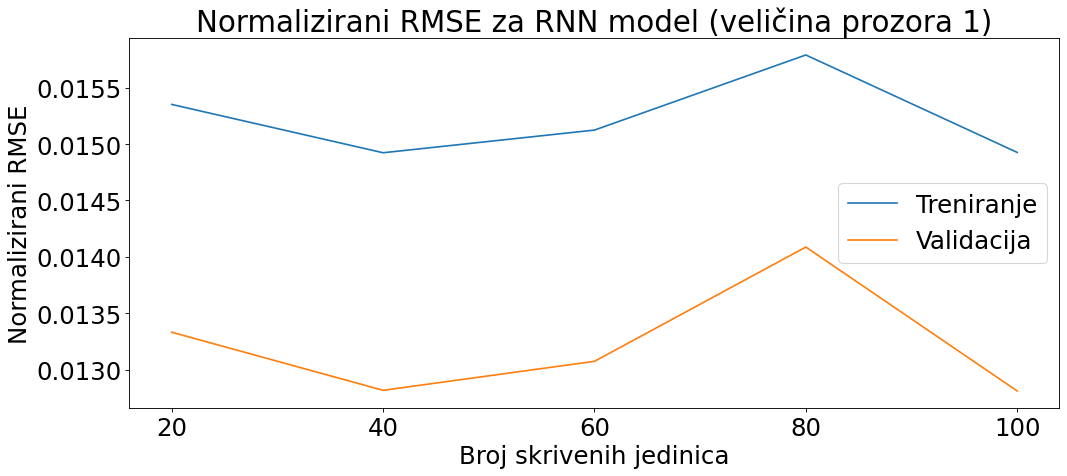 Normalizirani RMSE za RNN model (veličina prozora 1)
Normalizirani RMSE
0.0155
0.0150
0.0145
0.0140
0.0135
0.0130
Treniranje
Validacija
20 40 60 80 100
Broj skrivenih jedinica